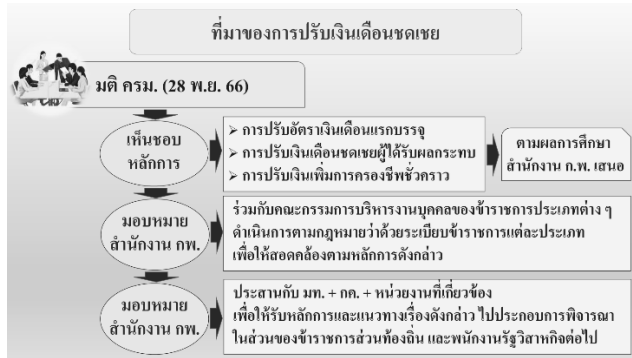 ที่มาของการปรับเงินเดือนชดเชย
มติ ครม. (28 พ.ย. 66)
เห็นชอบ
หลักการ
➢ การปรับอัตราเงินเดือนแรกบรรจุ
➢ การปรับเงินเดือนชดเชยผู้ได้รับผลกระทบ
➢ การปรับเงินเพิ่มการครองชีพชั่วคราว
ตามผลการศึกษา
สำนักงาน ก.พ. เสนอ
มอบหมาย
สำนักงาน กพ.
ร่วมกับคณะกรรมการบริหารงานบุคคลของข้าราชการประเภทต่าง ๆ
ดำเนินการตามกฎหมายว่าด้วยระเบียบข้าราชการแต่ละประเภท
เพื่อให้สอดคล้องตามหลักการดังกล่าว
มอบหมาย
สำนักงาน กพ.
ประสานกับ มท. + กค. + หน่วยงานที่เกี่ยวข้อง
เพื่อให้รับหลักการและแนวทางเรื่องดังกล่าว ไปประกอบการพิจารณา
ในส่วนของข้าราชการส่วนท้องถิ่น และพนักงานรัฐวิสาหกิจต่อไป